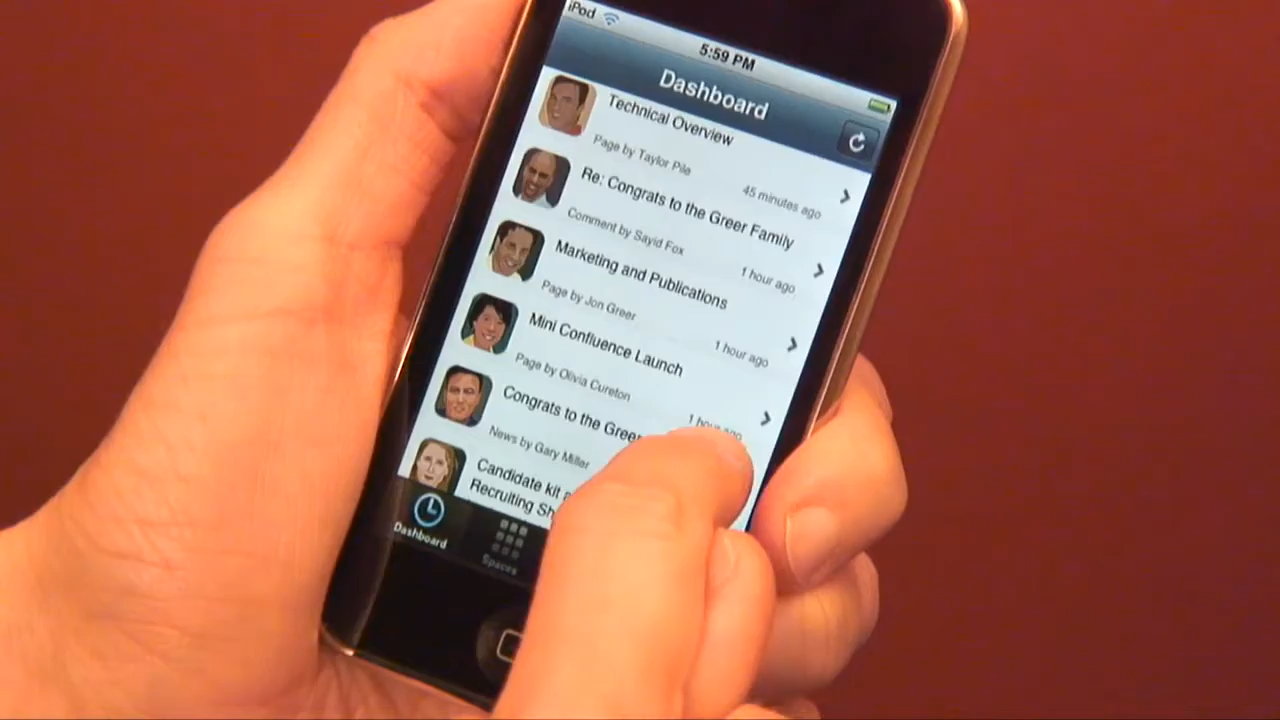 iPod
5:59 PM
Dashboard
Technical Overview
Page by Taylor Pile
45 minutes ago
Re: Congrats to the Greer Family
Comment by Sayid Fox
1 hour ago
Marketing and Publications
Page by Jon Greer
1 hour ago
Mini Confluence Launch
Page by Olivia Cureton
1 hour ago
Congrats to the Greer
News by Gary Miller
Candidate kit
Recruiting
Dashboard
Spaces